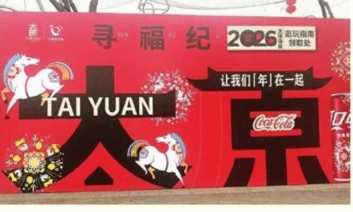 寻福纪
2026
逛玩指南
领取处
让我们「年」在一起
太
TAI YUAN
京
Coca-Cola